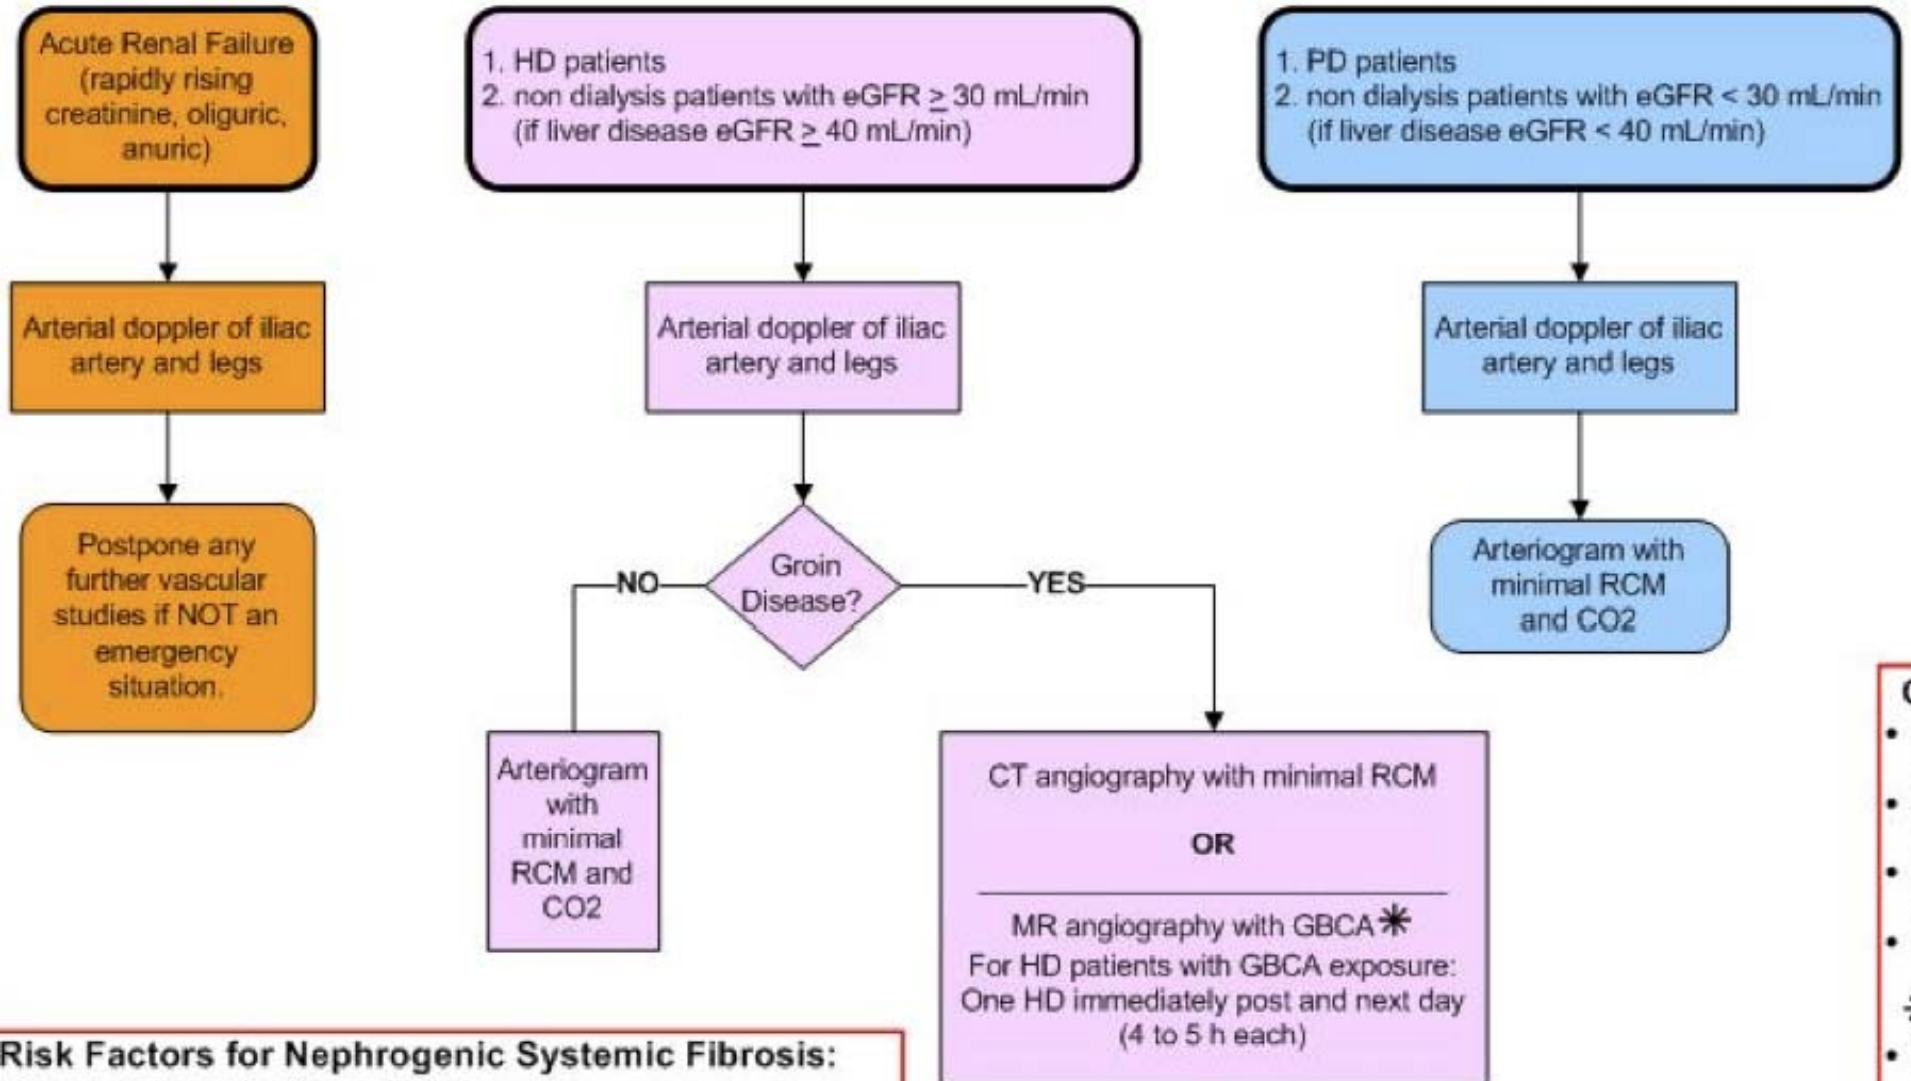 Acute Renal Failure
(rapidly rising
creatinine, oliguric,
anuric)
1. HD patients
2. non dialysis patients with eGFR ≥ 30 mL/min
(if liver disease eGFR ≥ 40 mL/min)
1. PD patients
2. non dialysis patients with eGFR < 30 mL/min
(if liver disease eGFR < 40 mL/min)
Arterial doppler of iliac
artery and legs
Arterial doppler of iliac
artery and legs
Arterial doppler of iliac
artery and legs
Postpone any
further vascular
studies if NOT an
emergency
situation.
Groin
Disease?
NO
YES
Arteriogram with
minimal RCM
and CO2
Arteriogram
with
minimal
RCM and
CO2
CT angiography with minimal RCM
OR
MR angiography with GBCA*
For HD patients with GBCA exposure:
One HD immediately post and next day
(4 to 5 h each)
Risk Factors for Nephrogenic Systemic Fibrosis: